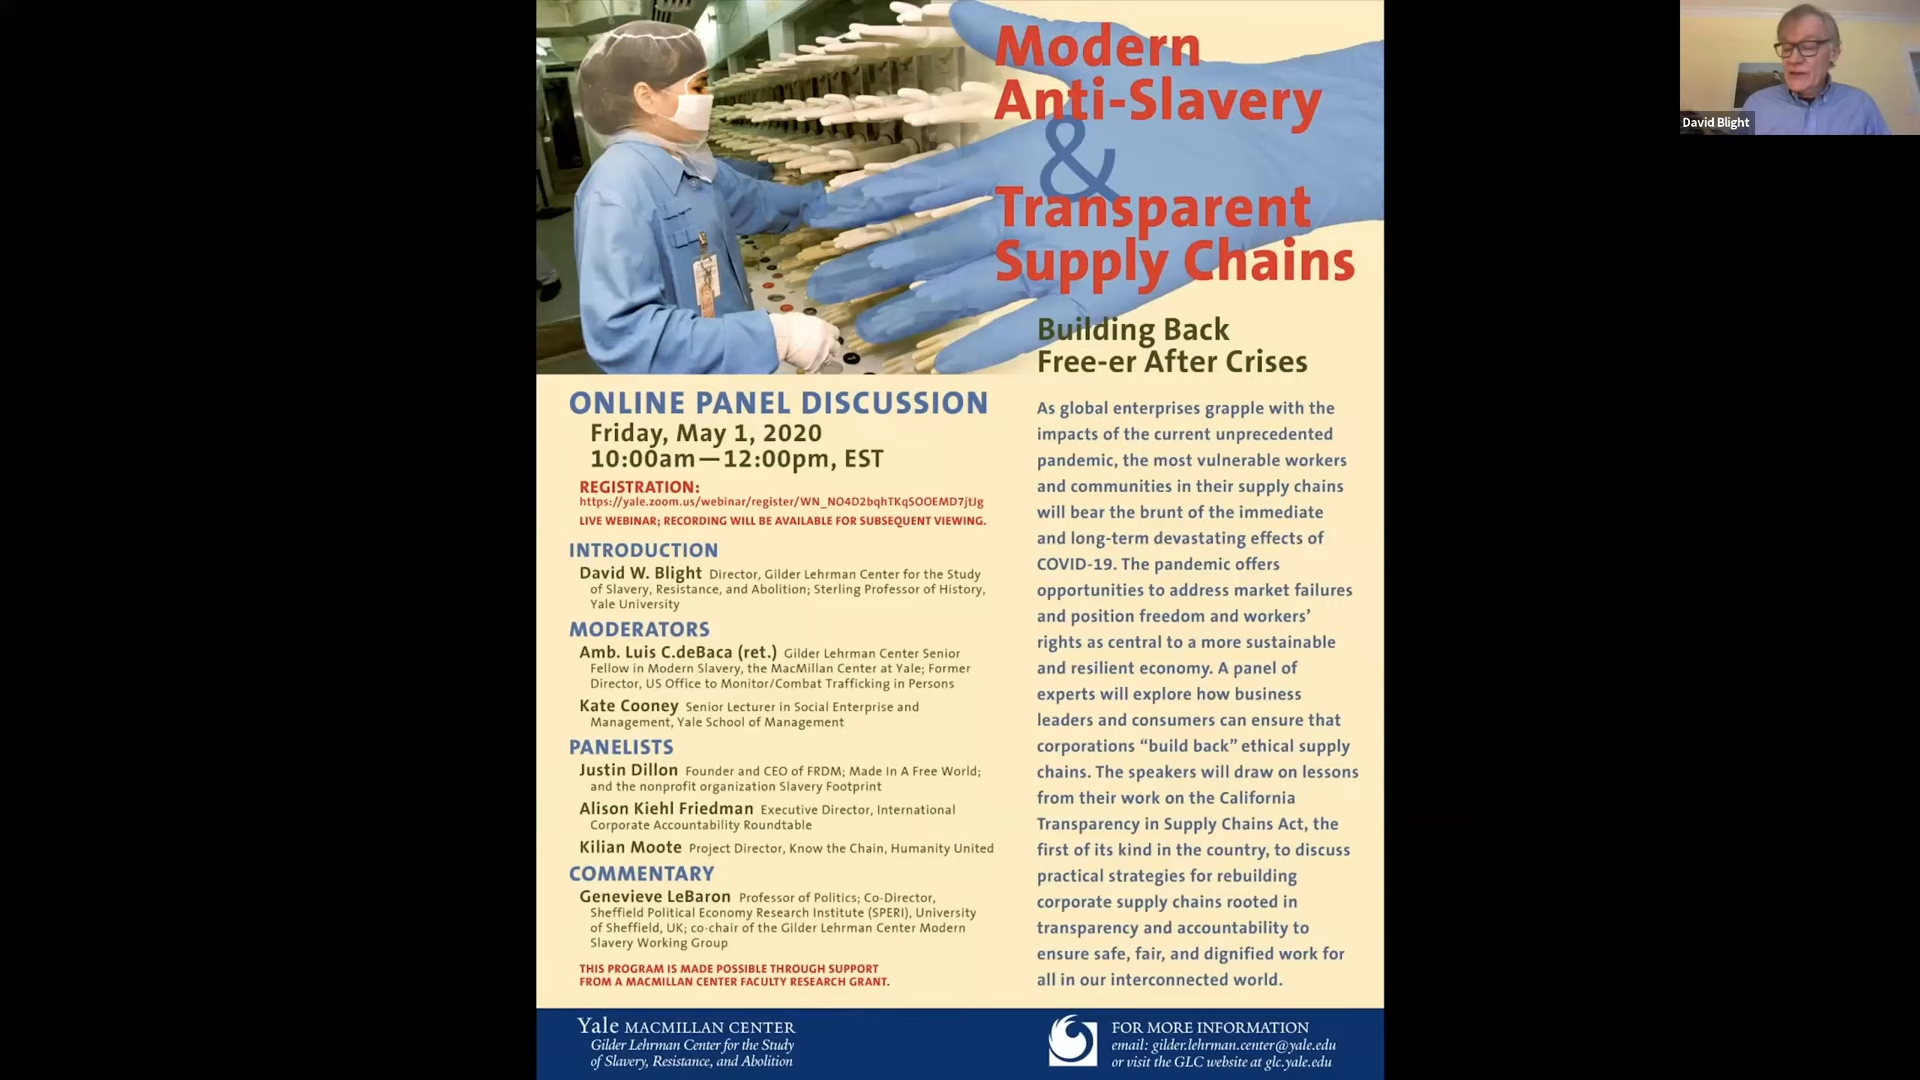 Modern
Anti-Slavery
&
Transparent
Supply Chains
Building Back
Free-er After Crises
ONLINE PANEL DISCUSSION
Friday, May 1, 2020
10:00am—12:00pm, EST
REGISTRATION:
https://yale.zoom.us/webinar/register/WN_NO4D2bqhTKqSOOEMD7jtJg
LIVE WEBINAR; RECORDING WILL BE AVAILABLE FOR SUBSEQUENT VIEWING.
INTRODUCTION
David W. Blight Director, Gilder Lehrman Center for the Study
of Slavery, Resistance, and Abolition; Sterling Professor of History,
Yale University
MODERATORS
Amb. Luis C.deBaca (ret.) Gilder Lehrman Center Senior
Fellow in Modern Slavery, the MacMillan Center at Yale; Former
Director, US Office to Monitor/Combat Trafficking in Persons
Kate Cooney Senior Lecturer in Social Enterprise and
Management, Yale School of Management
PANELISTS
Justin Dillon Founder and CEO of FRDM; Made In A Free World;
and the nonprofit organization Slavery Footprint
Alison Kiehl Friedman Executive Director, International
Corporate Accountability Roundtable
Kilian Moote Project Director, Know the Chain, Humanity United
COMMENTARY
Genevieve LeBaron Professor of Politics; Co-Director,
Sheffield Political Economy Research Institute (SPERI), University
of Sheffield, UK; co-chair of the Gilder Lehrman Center Modern
Slavery Working Group
THIS PROGRAM IS MADE POSSIBLE THROUGH SUPPORT
FROM A MACMILLAN CENTER FACULTY RESEARCH GRANT.
As global enterprises grapple with the
impacts of the current unprecedented
pandemic, the most vulnerable workers
and communities in their supply chains
will bear the brunt of the immediate
and long-term devastating effects of
COVID-19. The pandemic offers
opportunities to address market failures
and position freedom and workers’
rights as central to a more sustainable
and resilient economy. A panel of
experts will explore how business
leaders and consumers can ensure that
corporations “build back” ethical supply
chains. The speakers will draw on lessons
from their work on the California
Transparency in Supply Chains Act, the
first of its kind in the country, to discuss
practical strategies for rebuilding
corporate supply chains rooted in
transparency and accountability to
ensure safe, fair, and dignified work for
all in our interconnected world.
Yale MACMILLAN CENTER
Gilder Lehrman Center for the Study
of Slavery, Resistance, and Abolition
FOR MORE INFORMATION
email: gilder.lehrman.center@yale.edu
or visit the GLC website at glc.yale.edu
David Blight